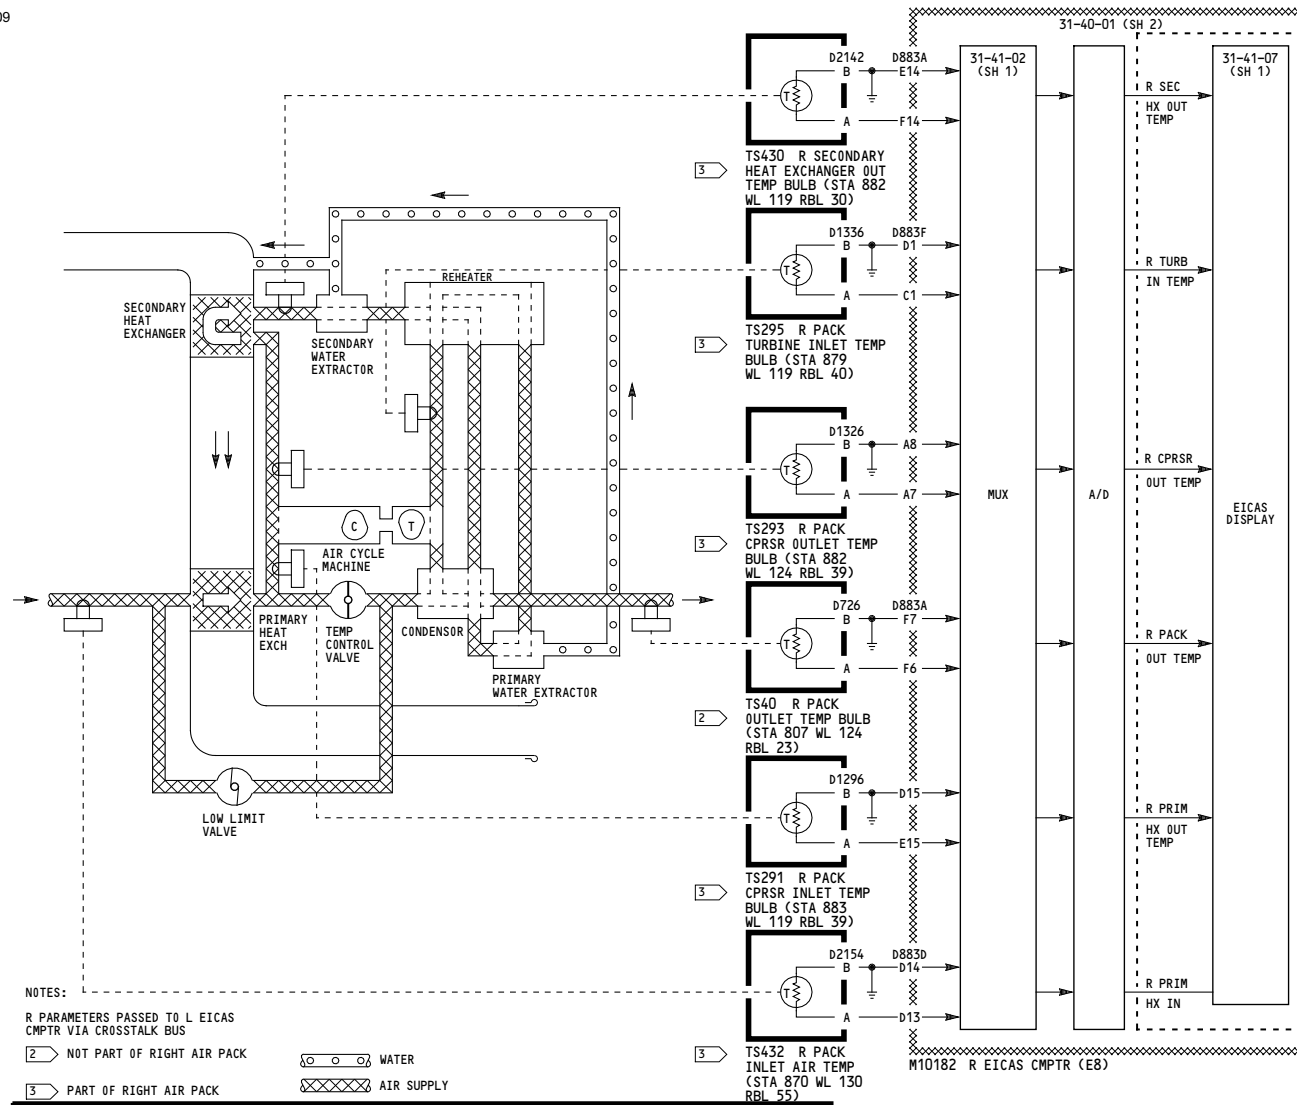 09
31-40-01 (SH 2)
31-41-02
(SH 1)
31-41-07
(SH 1)
D2142
B
D883A
E14
T
A
F14
R SEC
HX OUT
TEMP
TS430 R SECONDARY
HEAT EXCHANGER OUT
TEMP BULB (STA 882
WL 119 RBL 30)
3
D1336
B
D883F
D1
T
A
C1
R TURB
IN TEMP
TS295 R PACK
TURBINE INLET TEMP
BULB (STA 879
WL 119 RBL 40)
3
D1326
B
A8
T
A
A7
R CPRSR
OUT TEMP
MUX
A/D
EICAS
DISPLAY
TS293 R PACK
CPRSR OUTLET TEMP
BULB (STA 882
WL 124 RBL 39)
3
D726
B
D883A
F7
T
A
F6
R PACK
OUT TEMP
TS40 R PACK
OUTLET TEMP BULB
(STA 807 WL 124
RBL 23)
2
D1296
B
D15
T
A
E15
R PRIM
HX OUT
TEMP
TS291 R PACK
CPRSR INLET TEMP
BULB (STA 883
WL 119 RBL 39)
3
D2154
B
D883D
D14
T
A
D13
R PRIM
HX IN
TS432 R PACK
INLET AIR TEMP
(STA 870 WL 130
RBL 55)
3
M10182 R EICAS CMPTR (E8)
REHEATER
SECONDARY
HEAT
EXCHANGER
SECONDARY
WATER
EXTRACTOR
C
T
AIR CYCLE
MACHINE
PRIMARY
HEAT
EXCH
TEMP
CONTROL
VALVE
CONDENSOR
PRIMARY
WATER EXTRACTOR
LOW LIMIT
VALVE
NOTES:
R PARAMETERS PASSED TO L EICAS
CMPTR VIA CROSSTALK BUS
2 NOT PART OF RIGHT AIR PACK
3 PART OF RIGHT AIR PACK
WATER
AIR SUPPLY